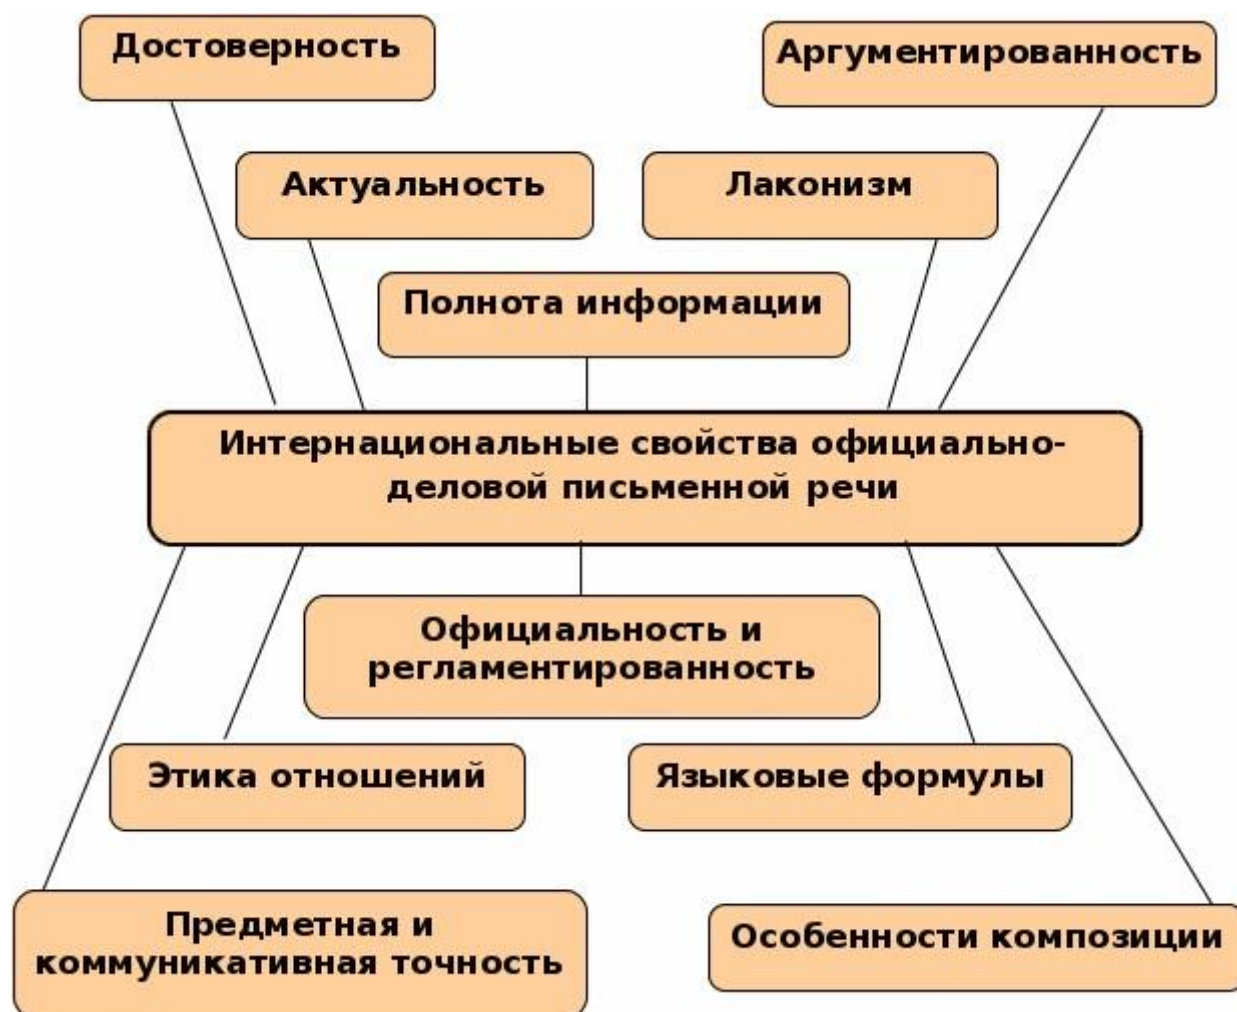 Достоверность
Аргументированность
Актуальность
Лаконизм
Полнота информации
Интернациональные свойства официально-
деловой письменной речи
Официальность и
регламентированность
Этика отношений
Языковые формулы
Предметная и
коммуникативная точность
Особенности композиции